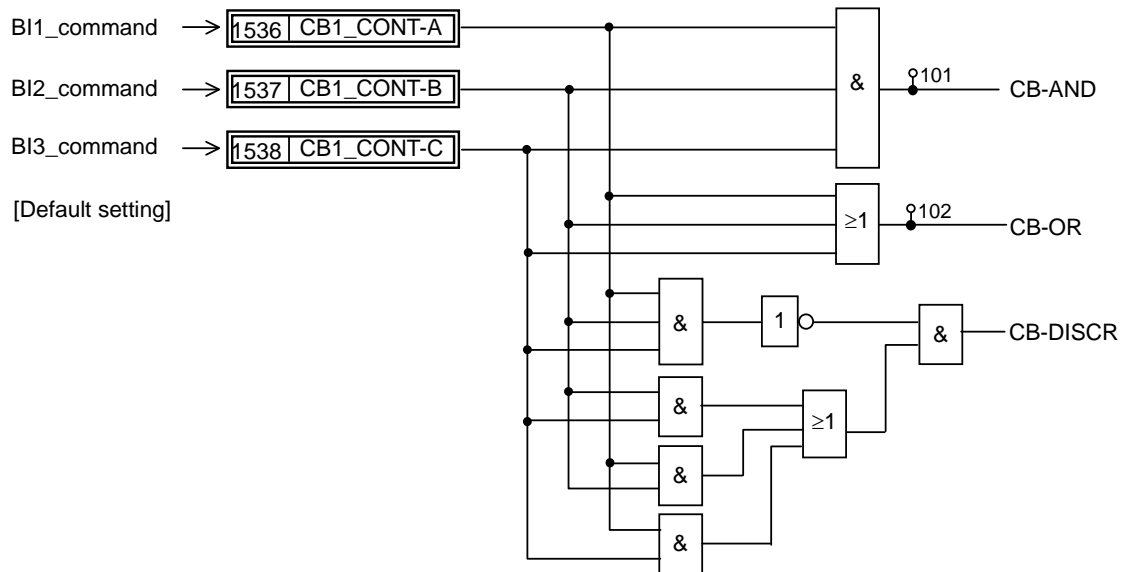 BI1_command → 1536 CB1_CONT-A
BI2_command → 1537 CB1_CONT-B & 101 CB-AND
BI3_command → 1538 CB1_CONT-C
[Default setting]
≥1 102 CB-OR
& 1 & CB-DISCR
& ≥1
&
&